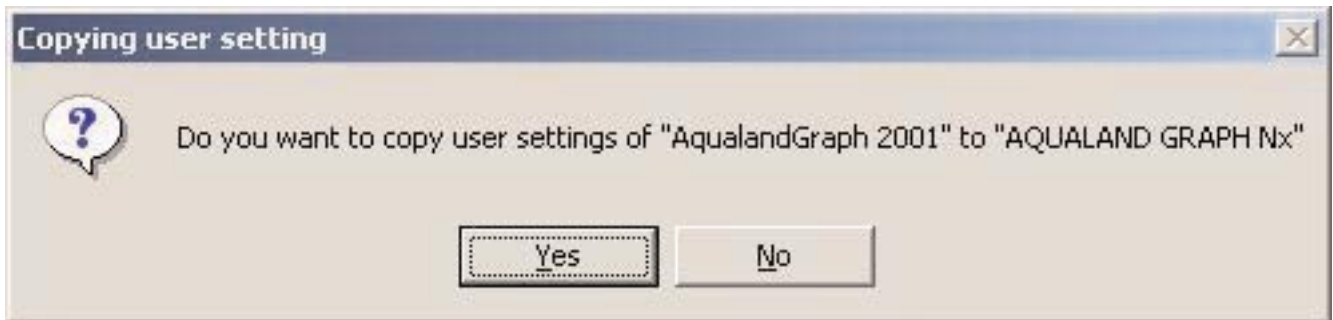 Copying user setting
?
Do you want to copy user settings of "AqualandGraph 2001" to "AQUALAND GRAPH Nx"
Yes
No